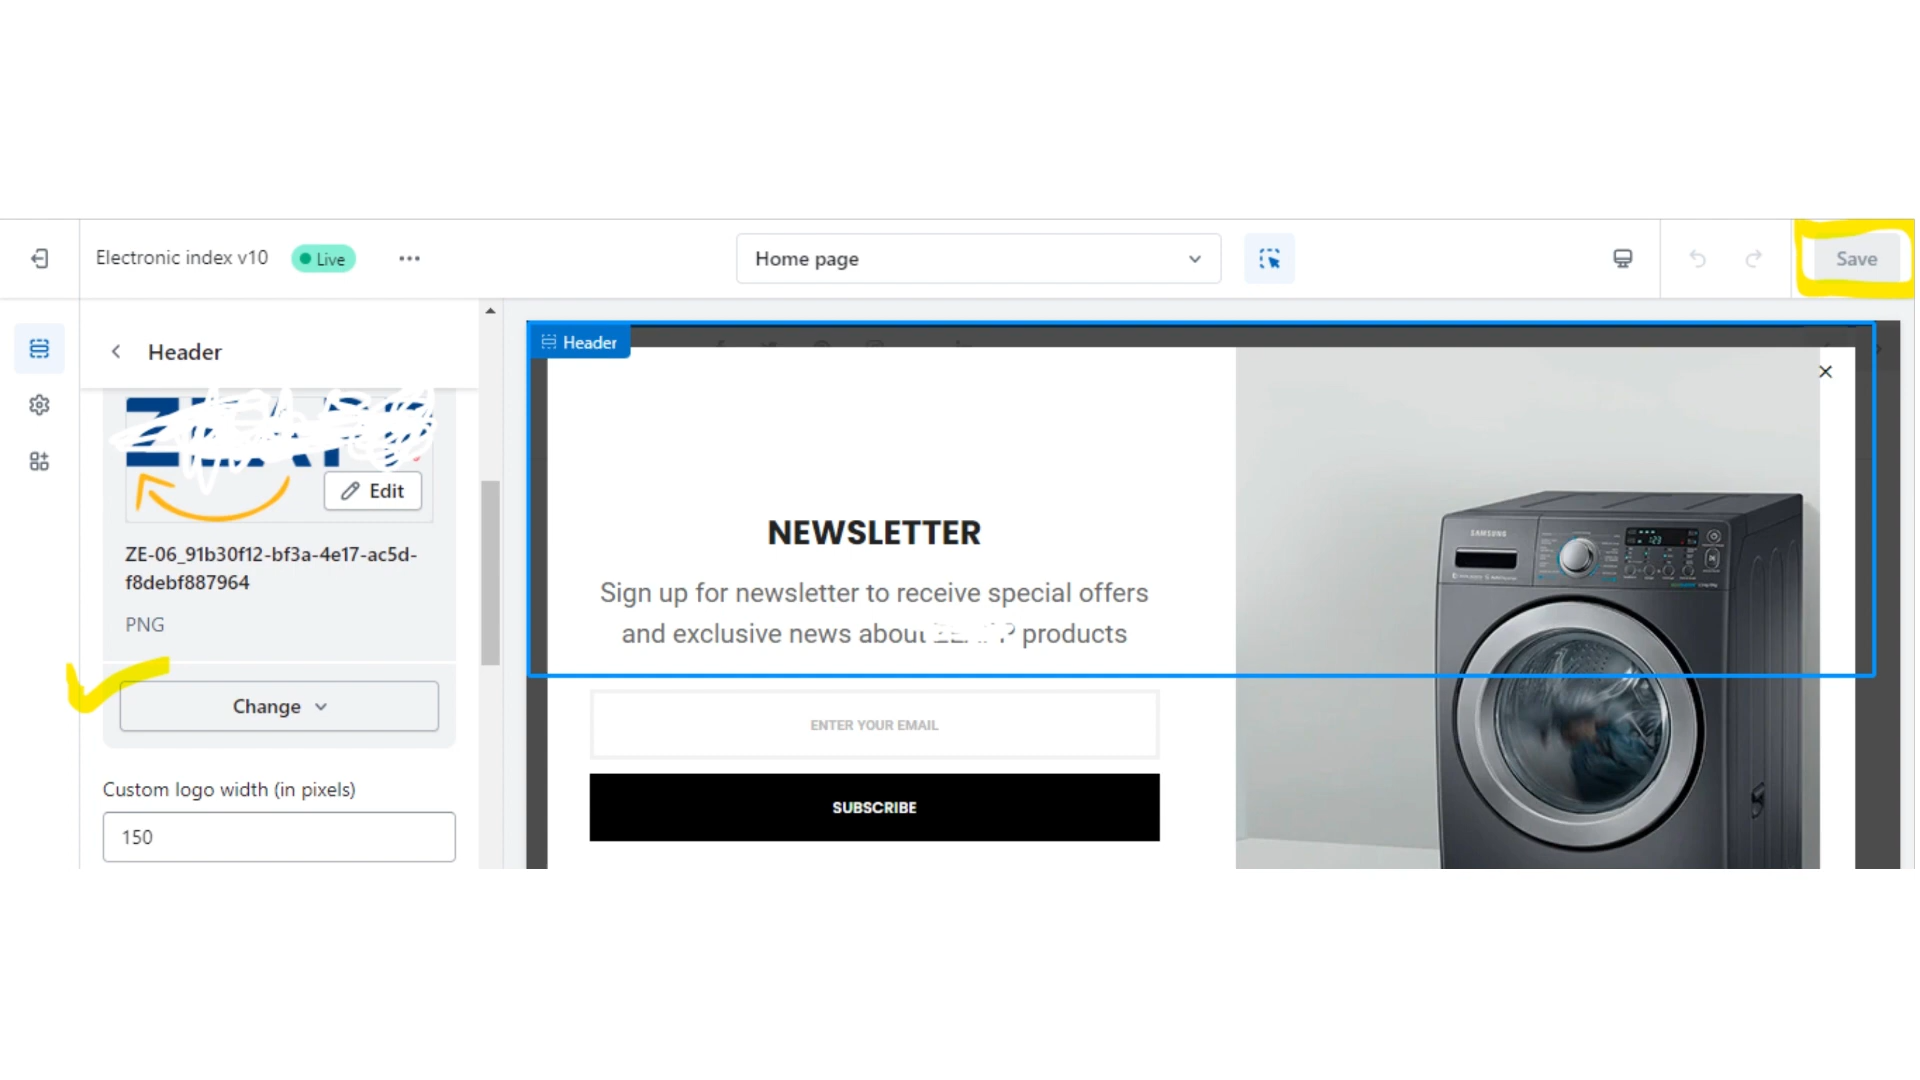 Electronic index v10
Live
Home page
Save
Header
Edit
ZE-06_91b30f12-bf3a-4e17-ac5d-
f8debf887964
PNG
Change
Custom logo width (in pixels)
150
Header
NEWSLETTER
Sign up for newsletter to receive special offers
and exclusive news about products
ENTER YOUR EMAIL
SUBSCRIBE
SAMSUNG